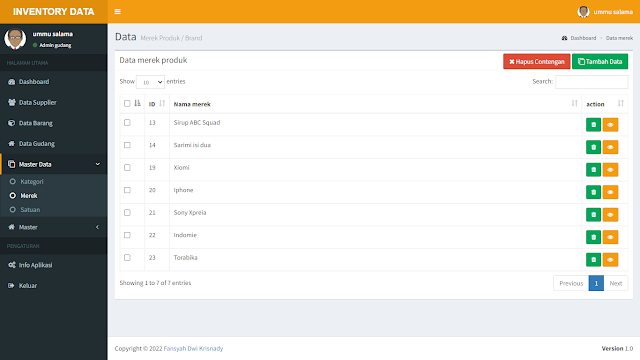 INVENTORY DATA
ummu salama
ummu salama
Admin gudang
HALAMAN UTAMA
Dashboard
Data Supplier
Data Barang
Data Gudang
Master Data
Kategori
Merek
Satuan
Master
PENGATURAN
Info Aplikasi
Keluar
Data Merek Produk / Brand
Dashboard > Data merek
Data merek produk
Hapus Contengan Tambah Data
Show 10 entries Search:
ID Nama merek action
13 Sirup ABC Squad
14 Sarimi isi dua
19 Xiomi
20 Iphone
21 Sony Xpreia
22 Indomie
23 Torabika
Showing 1 to 7 of 7 entries Previous 1 Next
Copyright © 2022 Fansyah Dwi Krisnady Version 1.0